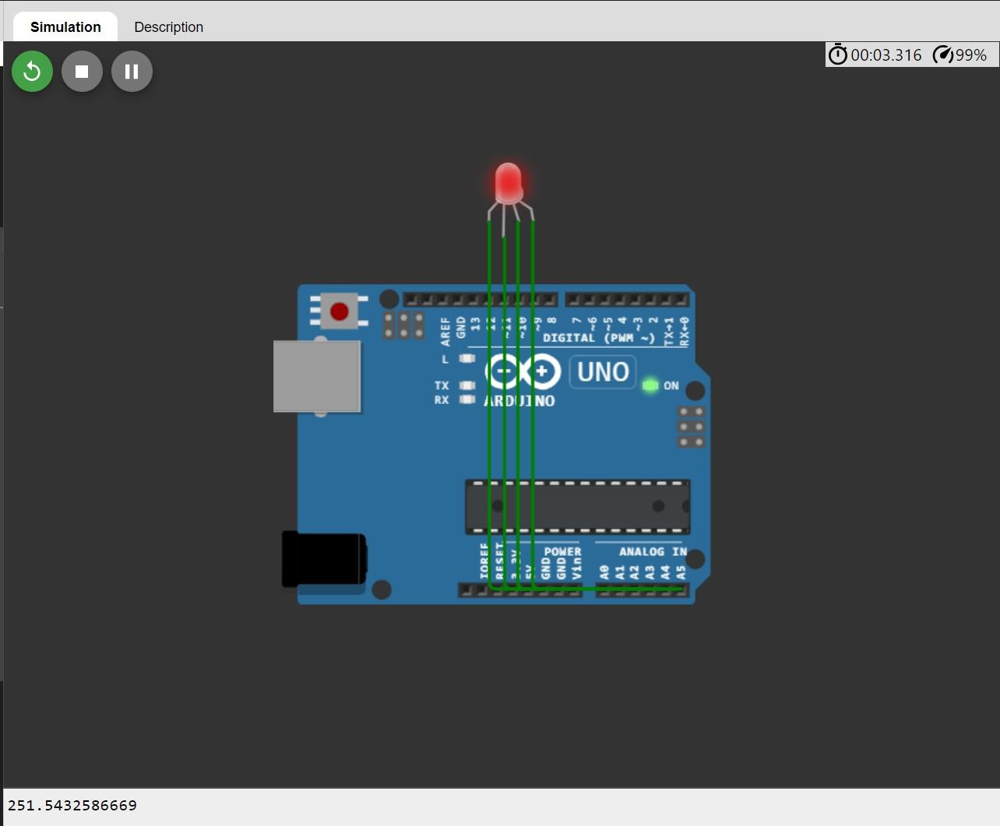 Simulation Description
00:03.316 99%
AREF GND 13 12 ~11 ~10 ~9 8 7 ~6 ~5 4 ~3 2 TX→1 RX←0
DIGITAL (PWM ~)
L
UNO
TX ON
RX ARDUINO
POWER ANALOG IN
IOREF RESET 5V GND GND Vin A0 A1 A2 A3 A4 A5
251.5432586669